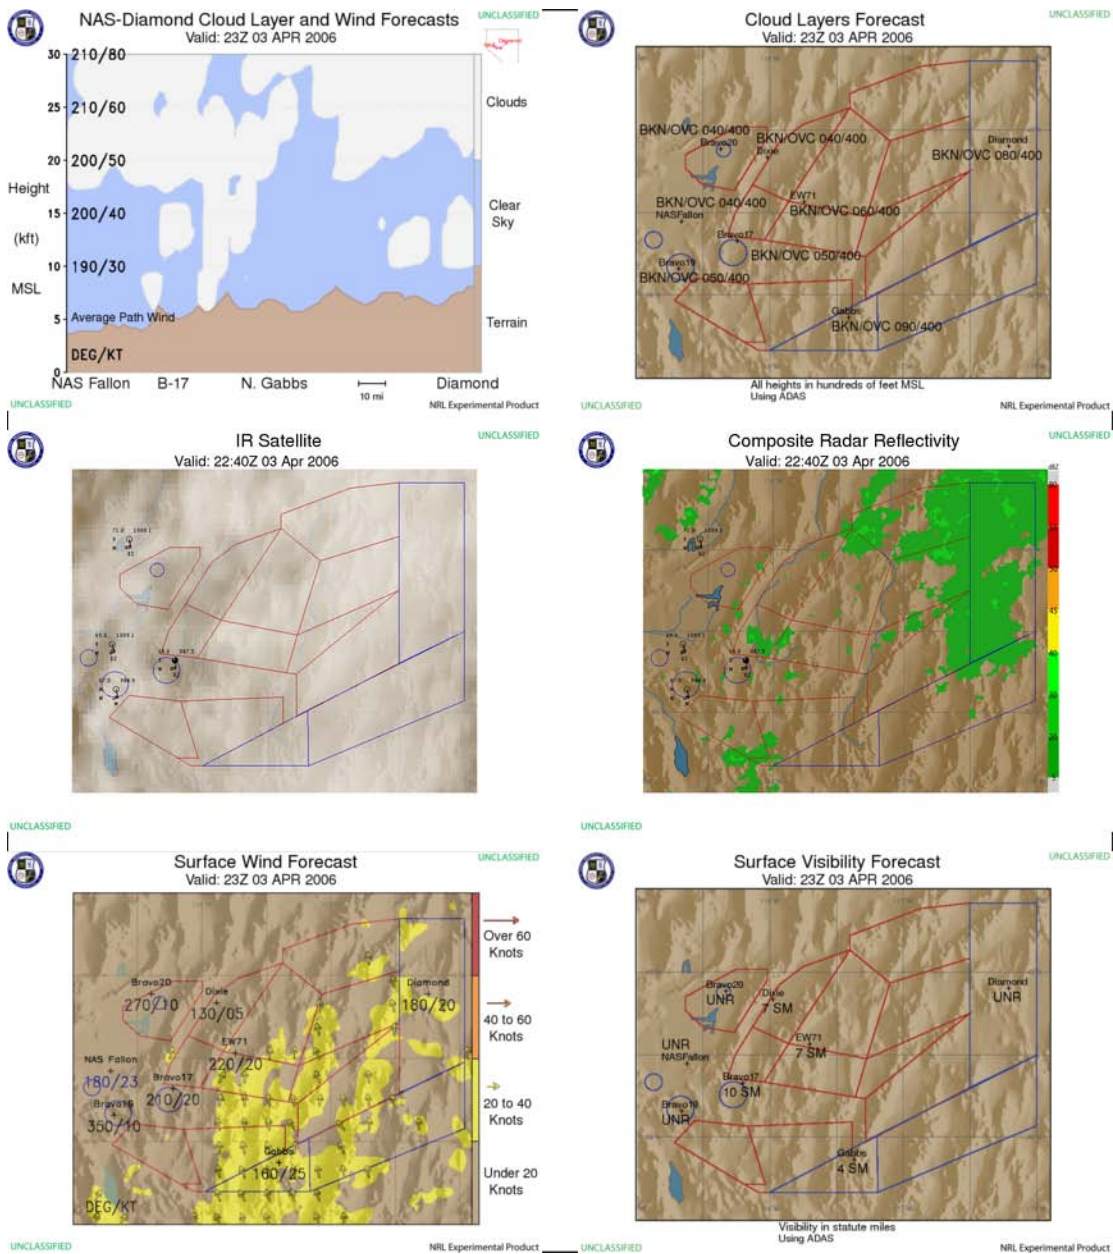 NAS-Diamond Cloud Layer and Wind Forecasts
UNCLASSIFIED
Valid: 23Z 03 APR 2006
30 210/80
25 210/60
20 200/50
15 200/40
10 190/30
5
0
Height
(kft)
MSL
Average Path Wind
DEG/KT
Clouds
Clear
Sky
Terrain
NAS Fallon B-17 N. Gabbs Diamond
10 mi
UNCLASSIFIED
NRL Experimental Product
Cloud Layers Forecast
UNCLASSIFIED
Valid: 23Z 03 APR 2006
BKN/OVC 040/400
Bravo20
BKN/OVC 040/400
Dixie
Diamond
BKN/OVC 080/400
EW71
BKN/OVC 040/400
BKN/OVC 060/400
NASFallon
Bravo17
BKN/OVC 050/400
Bravo19
BKN/OVC 050/400
Gabbs
BKN/OVC 090/400
All heights in hundreds of feet MSL
Using ADAS
UNCLASSIFIED
NRL Experimental Product
IR Satellite
UNCLASSIFIED
Valid: 22:40Z 03 Apr 2006
UNCLASSIFIED
Composite Radar Reflectivity
UNCLASSIFIED
Valid: 22:40Z 03 Apr 2006
UNCLASSIFIED
Surface Wind Forecast
UNCLASSIFIED
Valid: 23Z 03 APR 2006
Over 60
Knots
40 to 60
Knots
20 to 40
Knots
Under 20
Knots
Bravo20
270/10
Dixie
130/05
Diamond
180/20
EW71
220/20
NAS Fallon
180/23
Bravo17
210/20
350/10
Gabbs
160/25
DEG/KT
UNCLASSIFIED
NRL Experimental Product
Surface Visibility Forecast
UNCLASSIFIED
Valid: 23Z 03 APR 2006
Bravo20
UNR
Dixie
7 SM
Diamond
UNR
EW71
7 SM
UNR
NASFallon
Bravo17
10 SM
Bravo19
UNR
Gabbs
4 SM
Visibility in statute miles
Using ADAS
UNCLASSIFIED
NRL Experimental Product